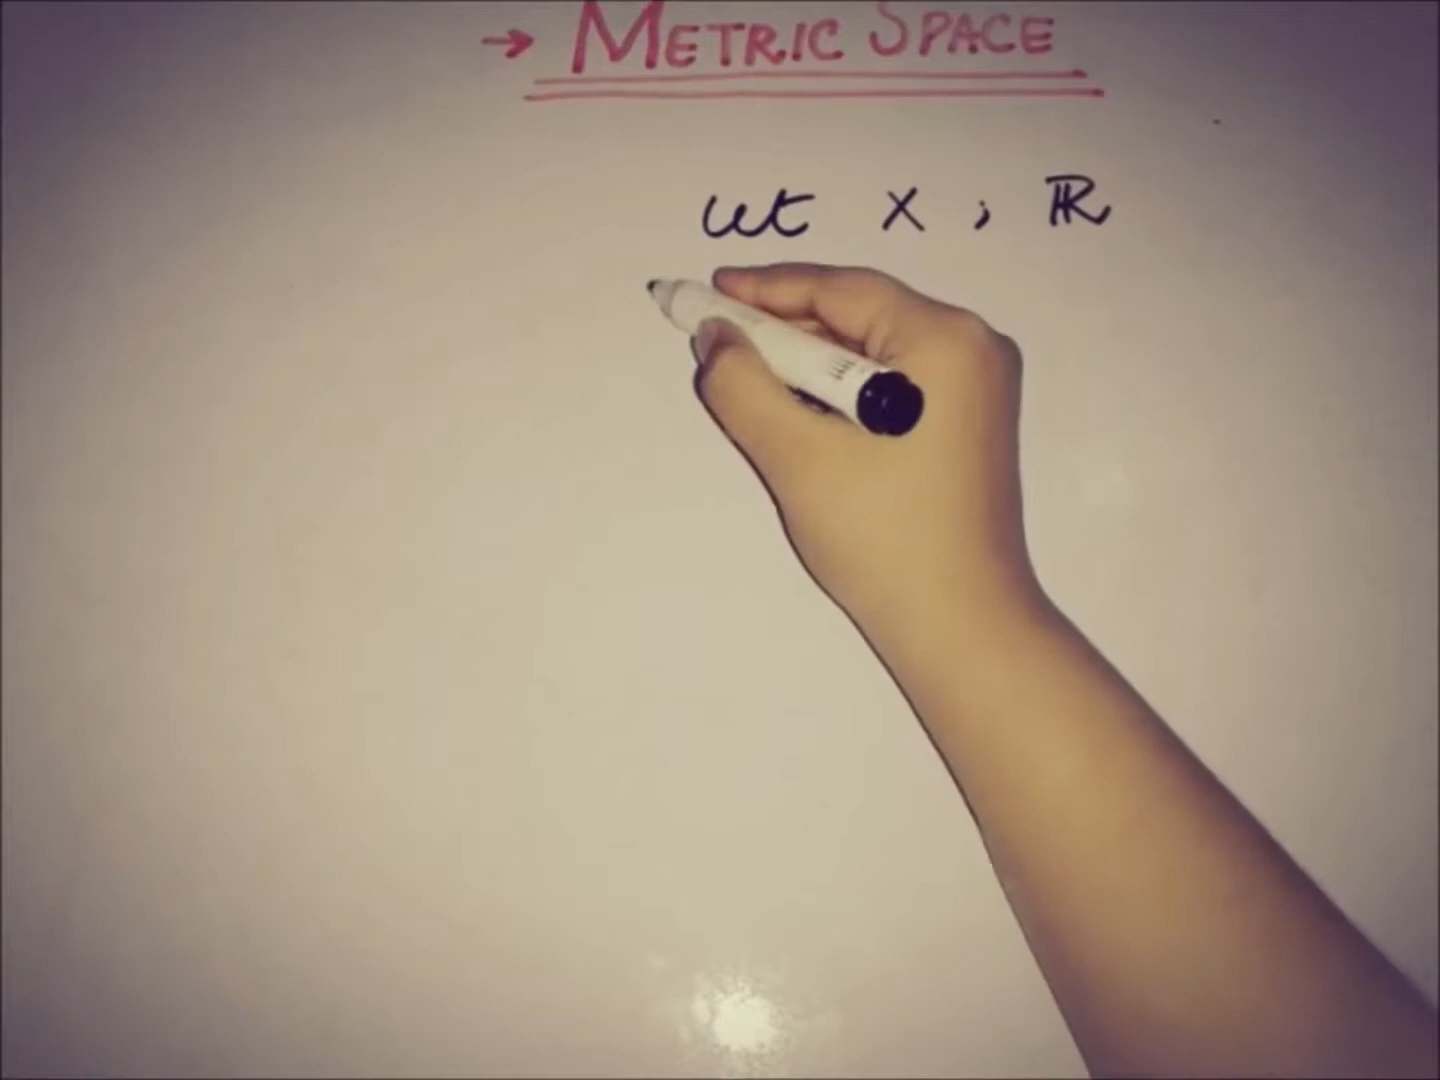 → METRIC SPACE
let X ; ℝ